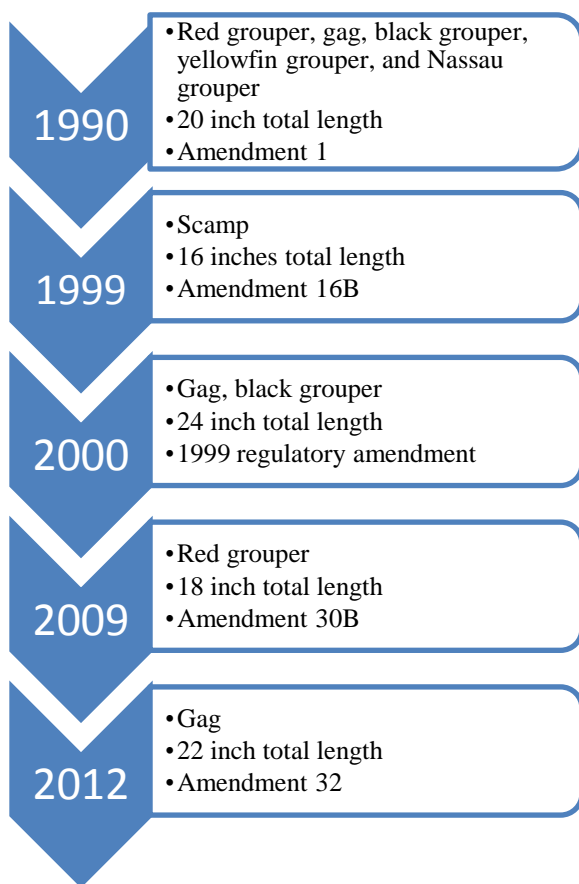 1990
•Red grouper, gag, black grouper,
yellowfin grouper, and Nassau
grouper
•20 inch total length
•Amendment 1
1999
•Scamp
•16 inches total length
•Amendment 16B
2000
•Gag, black grouper
•24 inch total length
•1999 regulatory amendment
2009
•Red grouper
•18 inch total length
•Amendment 30B
2012
•Gag
•22 inch total length
•Amendment 32